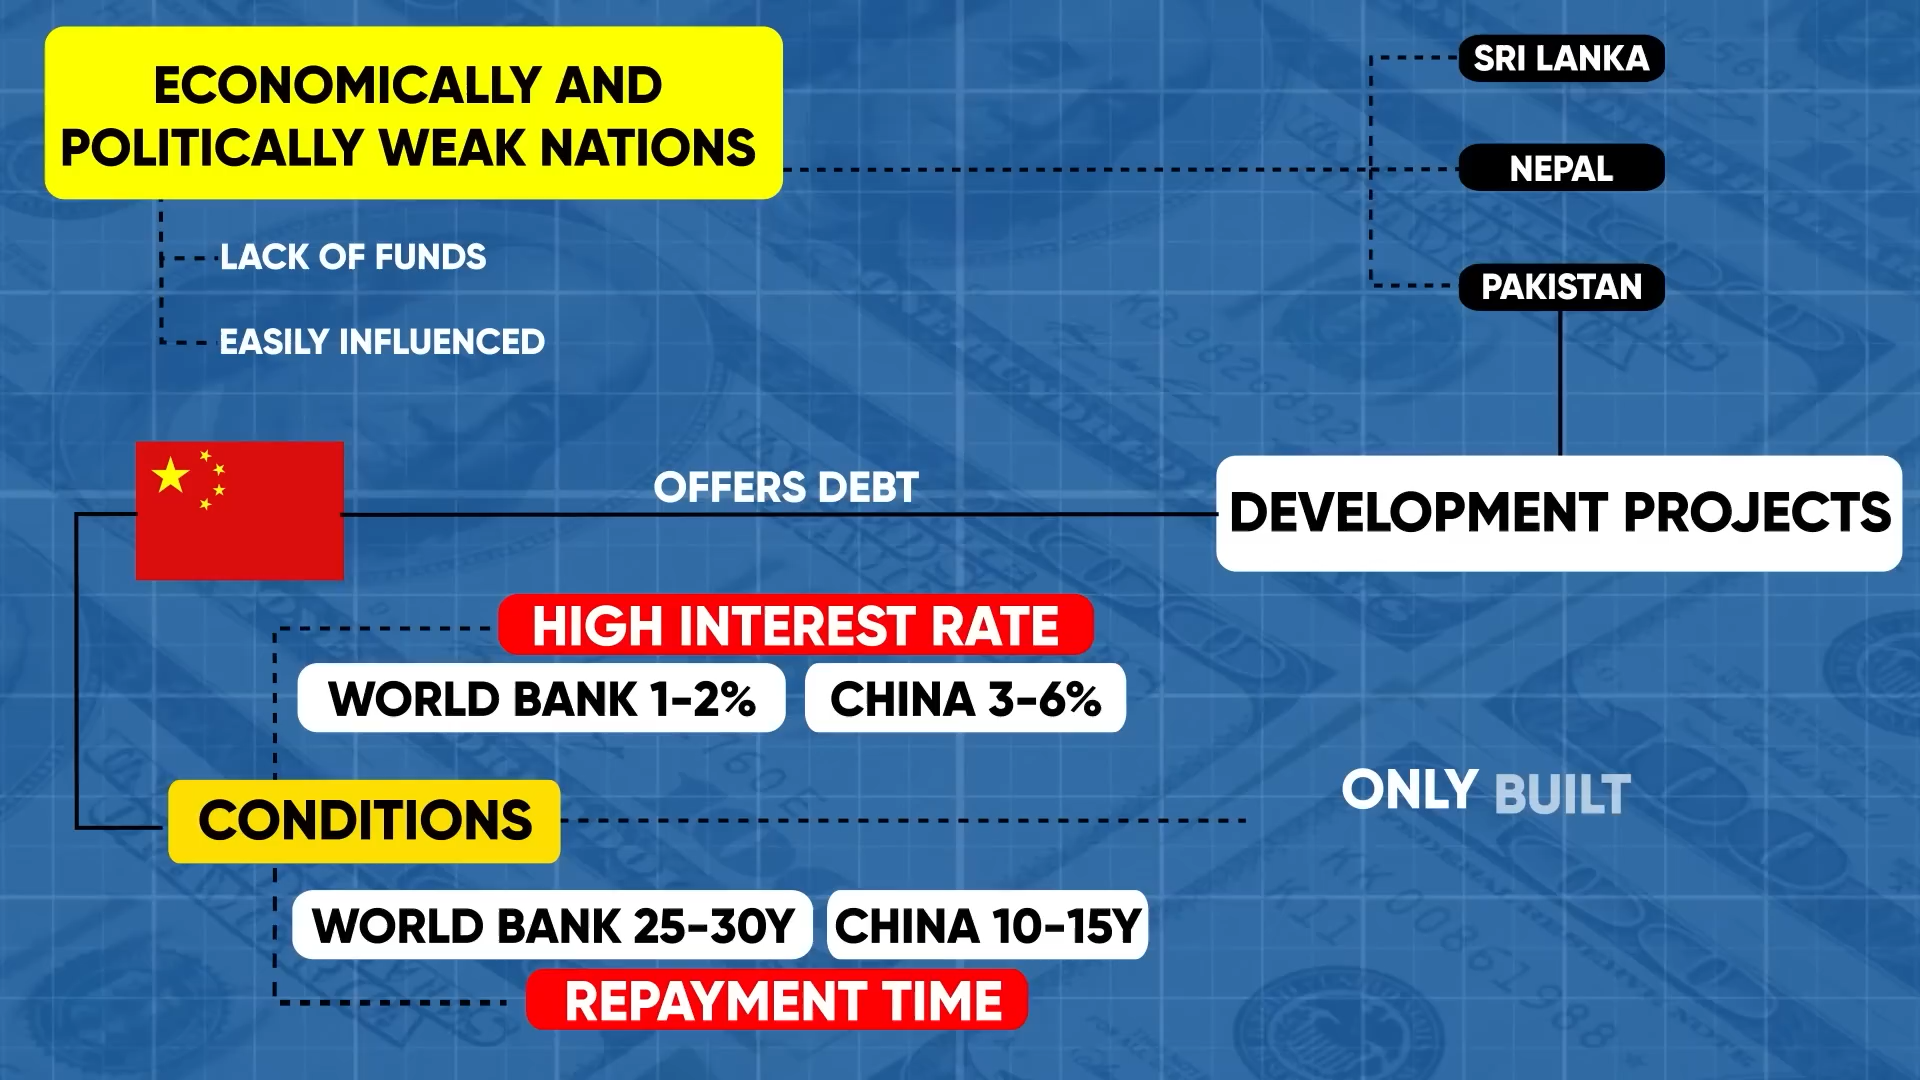 ECONOMICALLY AND
POLITICALLY WEAK NATIONS
SRI LANKA
NEPAL
PAKISTAN
LACK OF FUNDS
EASILY INFLUENCED
OFFERS DEBT
DEVELOPMENT PROJECTS
HIGH INTEREST RATE
WORLD BANK 1-2%
CHINA 3-6%
CONDITIONS
ONLY BUILT
WORLD BANK 25-30Y
CHINA 10-15Y
REPAYMENT TIME